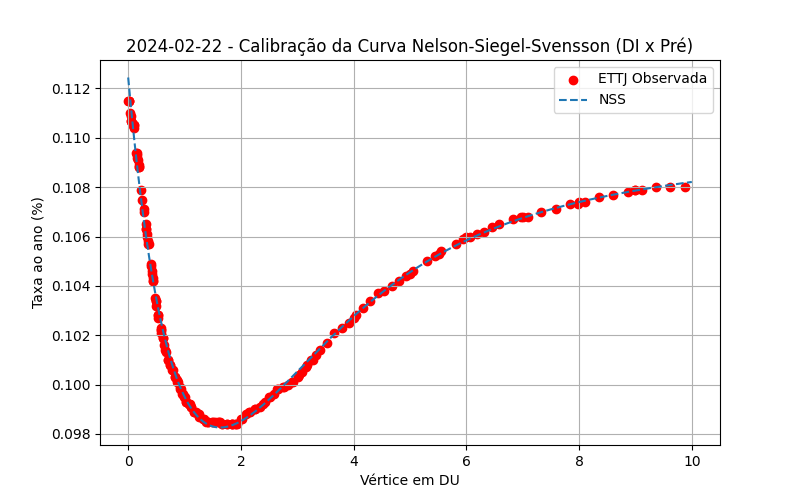 2024-02-22 - Calibração da Curva Nelson-Siegel-Svensson (DI x Pré)
ETTJ Observada
NSS
Taxa ao ano (%)
0.112
0.110
0.108
0.106
0.104
0.102
0.100
0.098
0
2
4
6
8
10
Vértice em DU